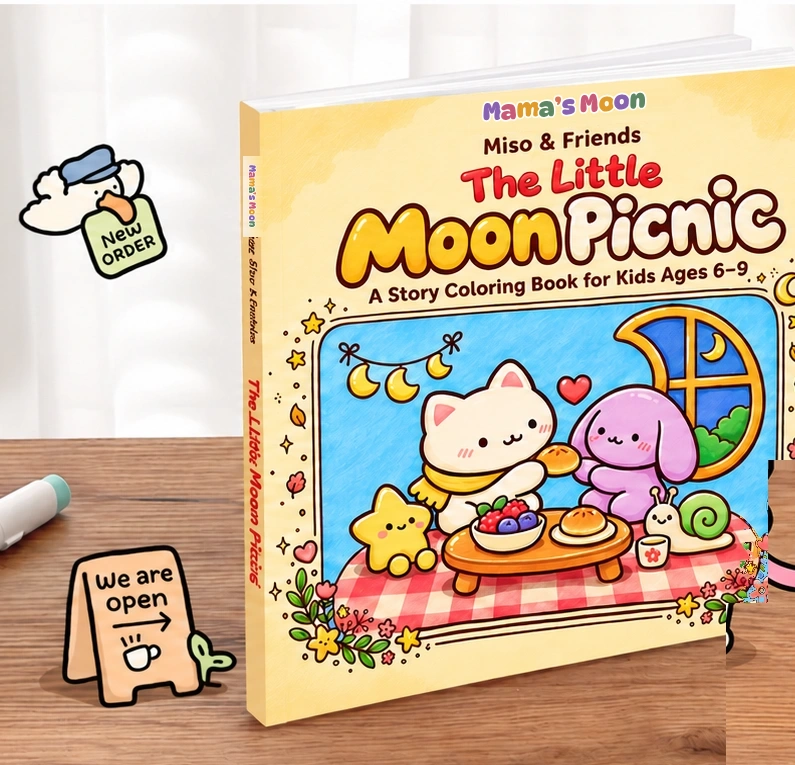 Mama's Moon
Miso & Friends
The Little
Moon Picnic
A Story Coloring Book for Kids Ages 6–9
Mama's Moon
The LLittle Moon Picnic
NEW
ORDER
We are
open